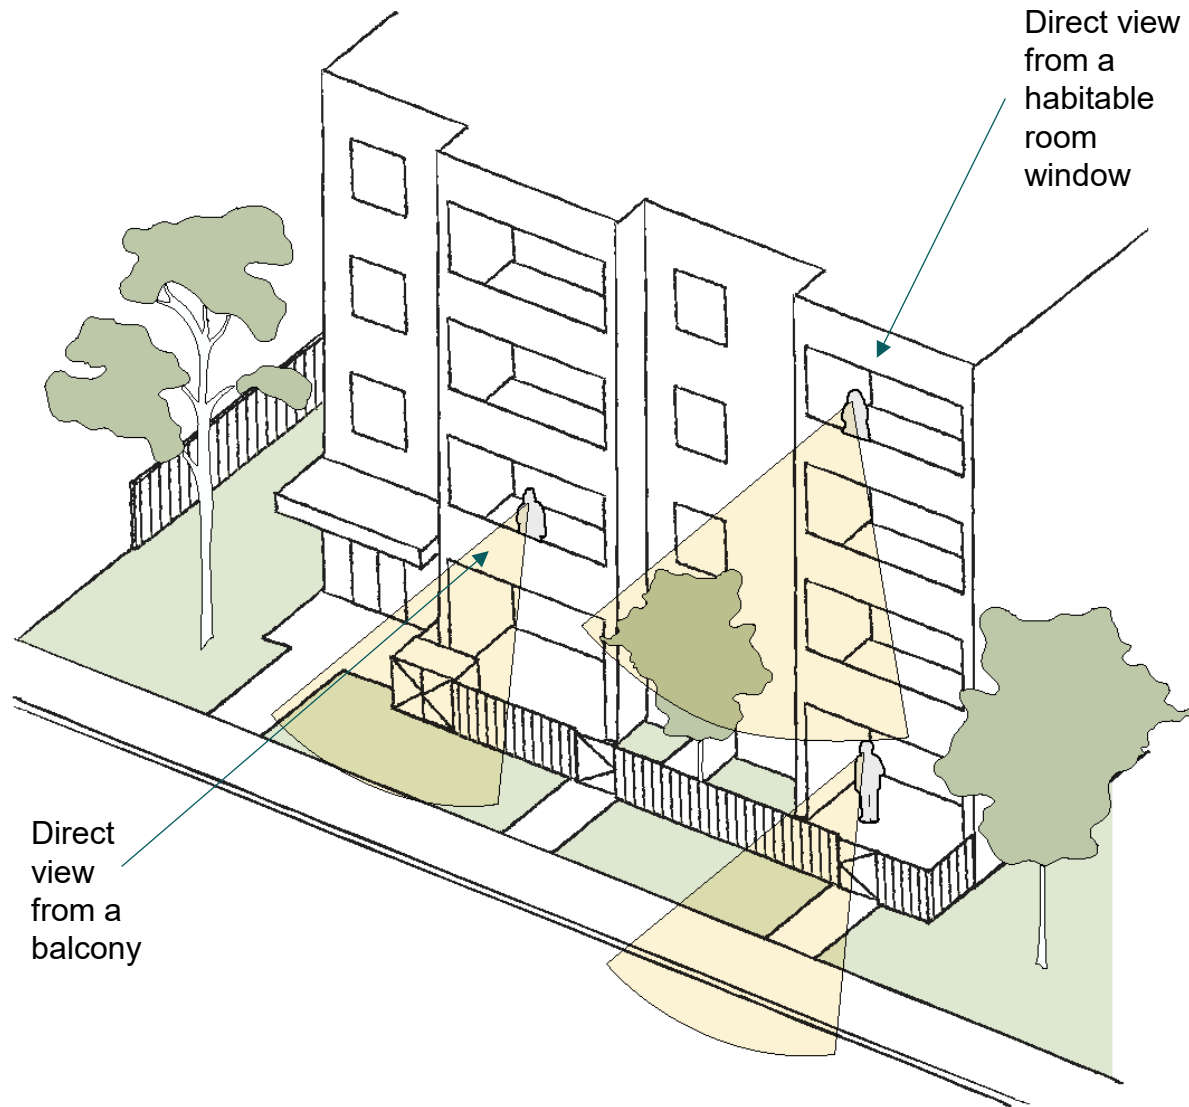 Direct view
from a
habitable
room
window
Direct
view
from a
balcony